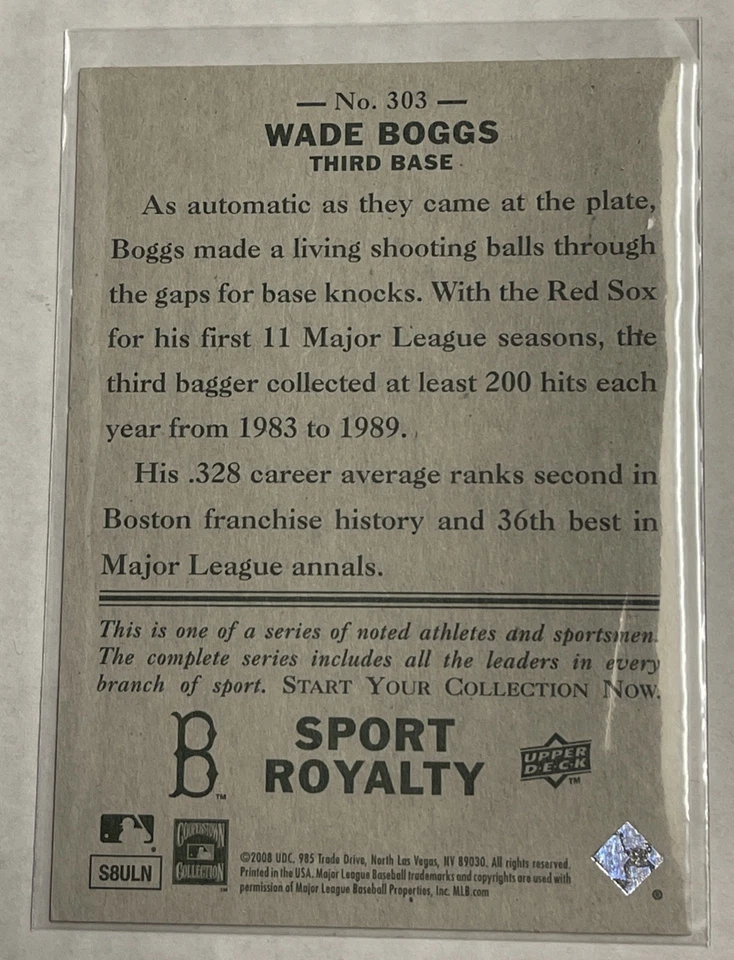 — No. 303 —
WADE BOGGS
THIRD BASE
As automatic as they came at the plate,
Boggs made a living shooting balls through
the gaps for base knocks. With the Red Sox
for his first 11 Major League seasons, the
third bagger collected at least 200 hits each
year from 1983 to 1989.
His .328 career average ranks second in
Boston franchise history and 36th best in
Major League annals.
This is one of a series of noted athletes and sportsmen.
The complete series includes all the leaders in every
branch of sport. START YOUR COLLECTION NOW.
B ™
SPORT
ROYALTY
UPPER
DECK ™
®
S8ULN
COOPERSTOWN
COLLECTION ™
©2008 UDC, 985 Trade Drive, North Las Vegas, NV 89030. All rights reserved.
Printed in the USA. Major League Baseball trademarks and copyrights are used with
permission of Major League Baseball Properties, Inc. MLB.com
®